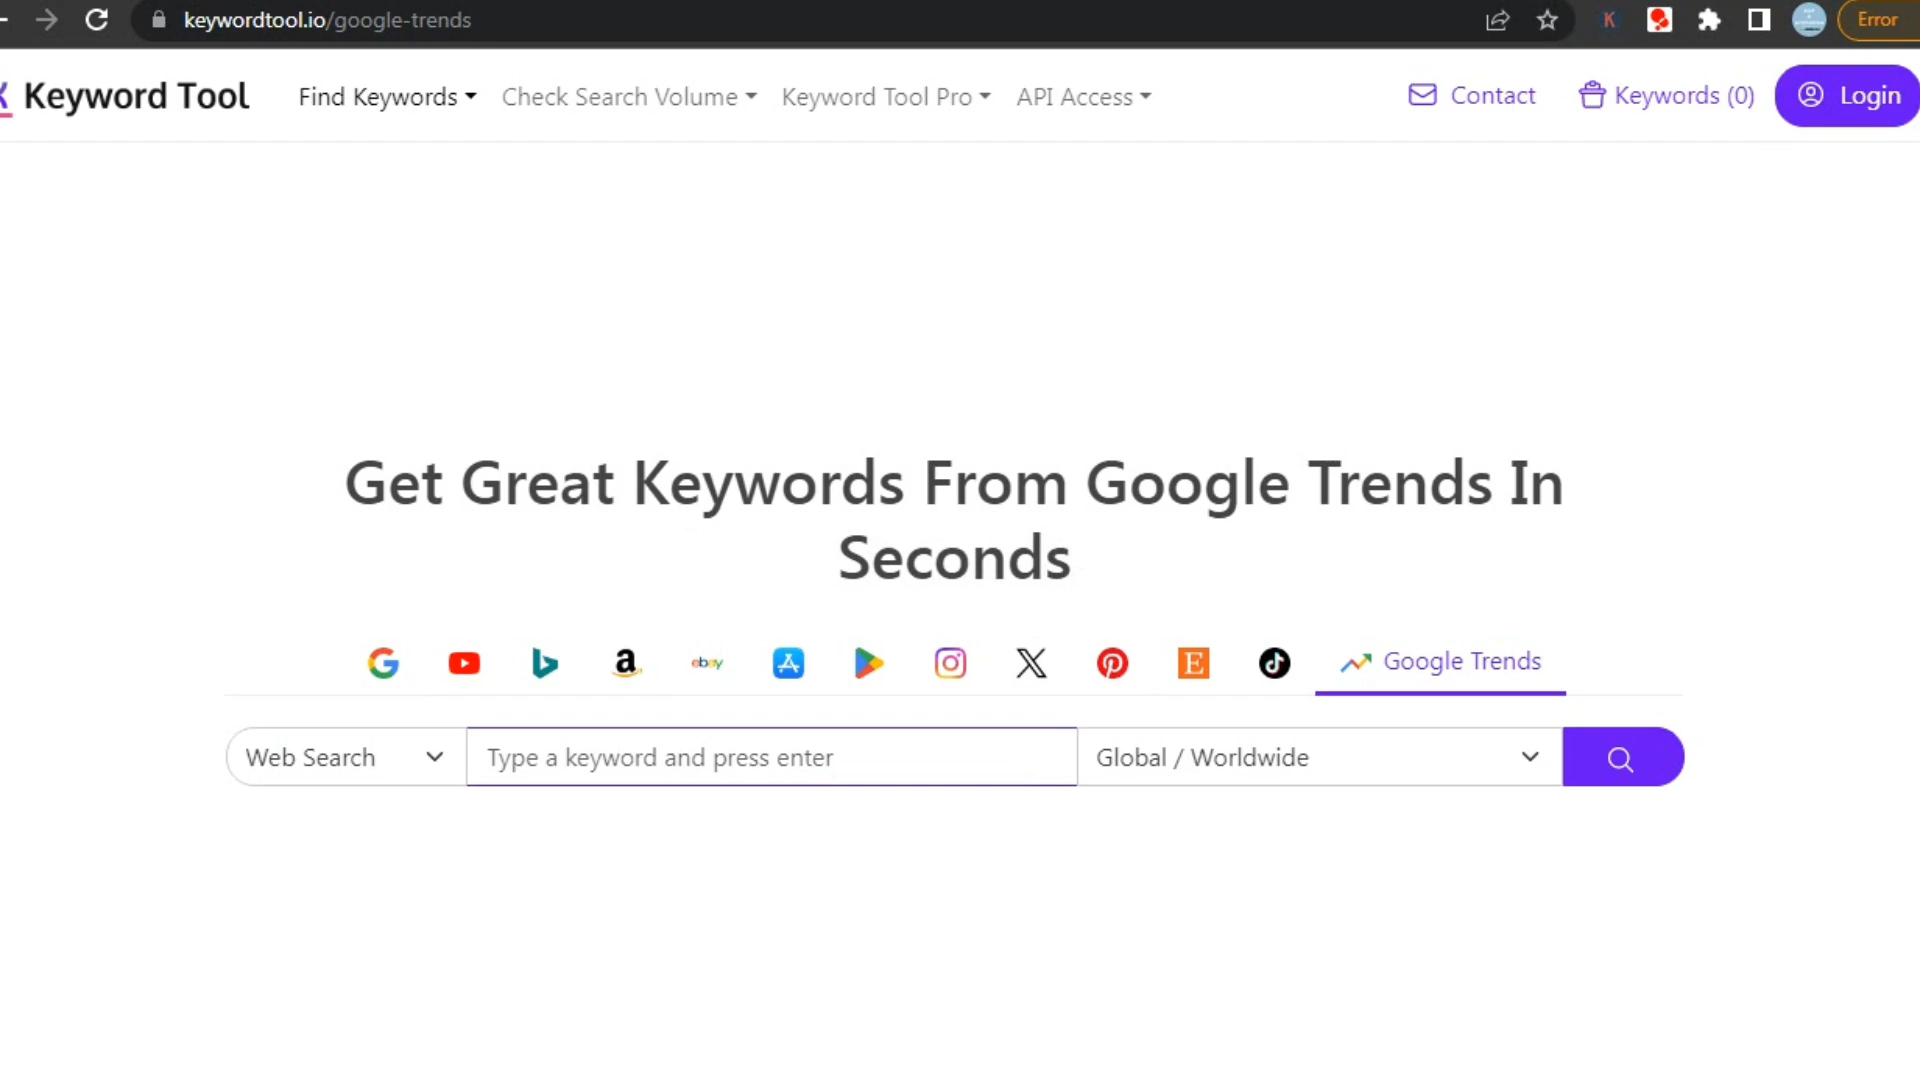 keywordtool.io/google-trends
Error
Keyword Tool
Find Keywords
Check Search Volume
Keyword Tool Pro
API Access
Contact
Keywords (0)
Login
Get Great Keywords From Google Trends In
Seconds
Google Trends
Web Search
Type a keyword and press enter
Global / Worldwide